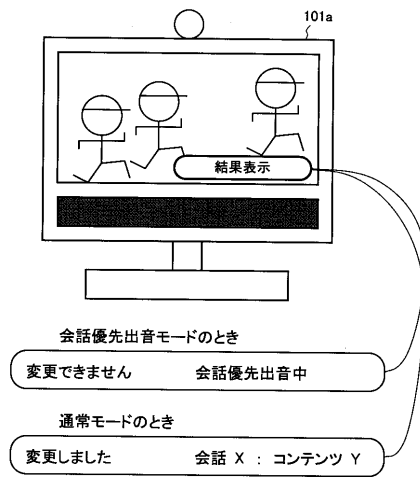 101a
結果表示
会話優先出音モードのとき
変更できません 会話優先出音中
通常モードのとき
変更しました 会話 X : コンテンツ Y